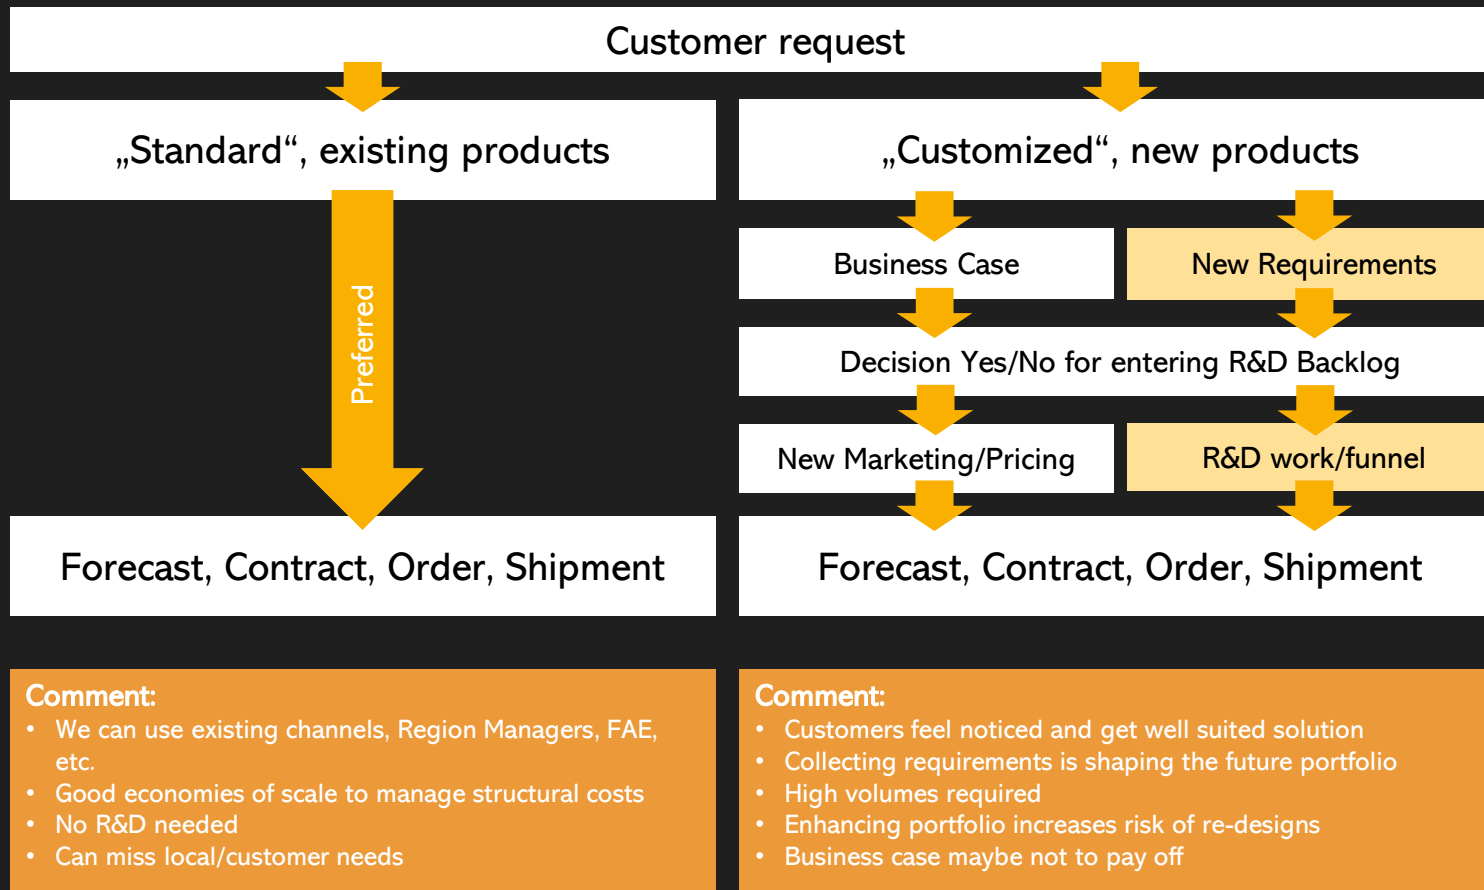 Customer request
„Standard“, existing products
Preferred
Forecast, Contract, Order, Shipment
Comment:
• We can use existing channels, Region Managers, FAE,
etc.
• Good economies of scale to manage structural costs
• No R&D needed
• Can miss local/customer needs
„Customized“, new products
Business Case
New Requirements
Decision Yes/No for entering R&D Backlog
New Marketing/Pricing
R&D work/funnel
Forecast, Contract, Order, Shipment
Comment:
• Customers feel noticed and get well suited solution
• Collecting requirements is shaping the future portfolio
• High volumes required
• Enhancing portfolio increases risk of re-designs
• Business case maybe not to pay off